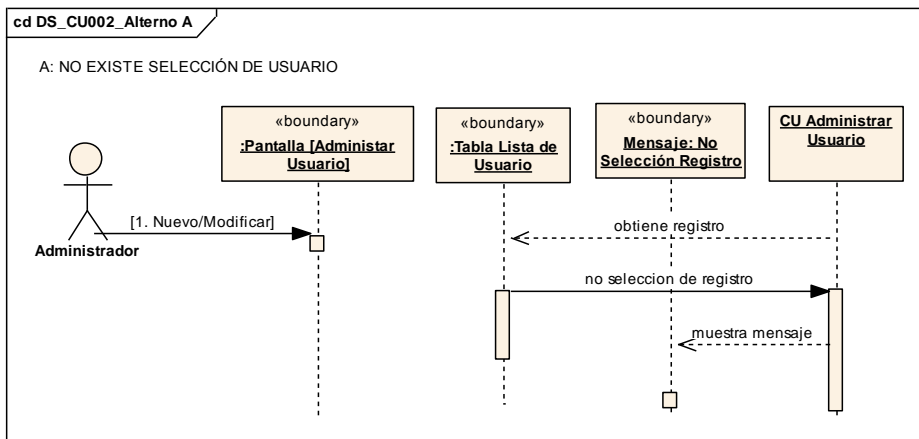 cd DS_CU002_Alterno A
A: NO EXISTE SELECCIÓN DE USUARIO
«boundary»
:Pantalla [Administar
Usuario]
«boundary»
:Tabla Lista de
Usuario
«boundary»
Mensaje: No
Selección Registro
CU Administrar
Usuario
Administrador
[1. Nuevo/Modificar]
obtiene registro
no seleccion de registro
muestra mensaje